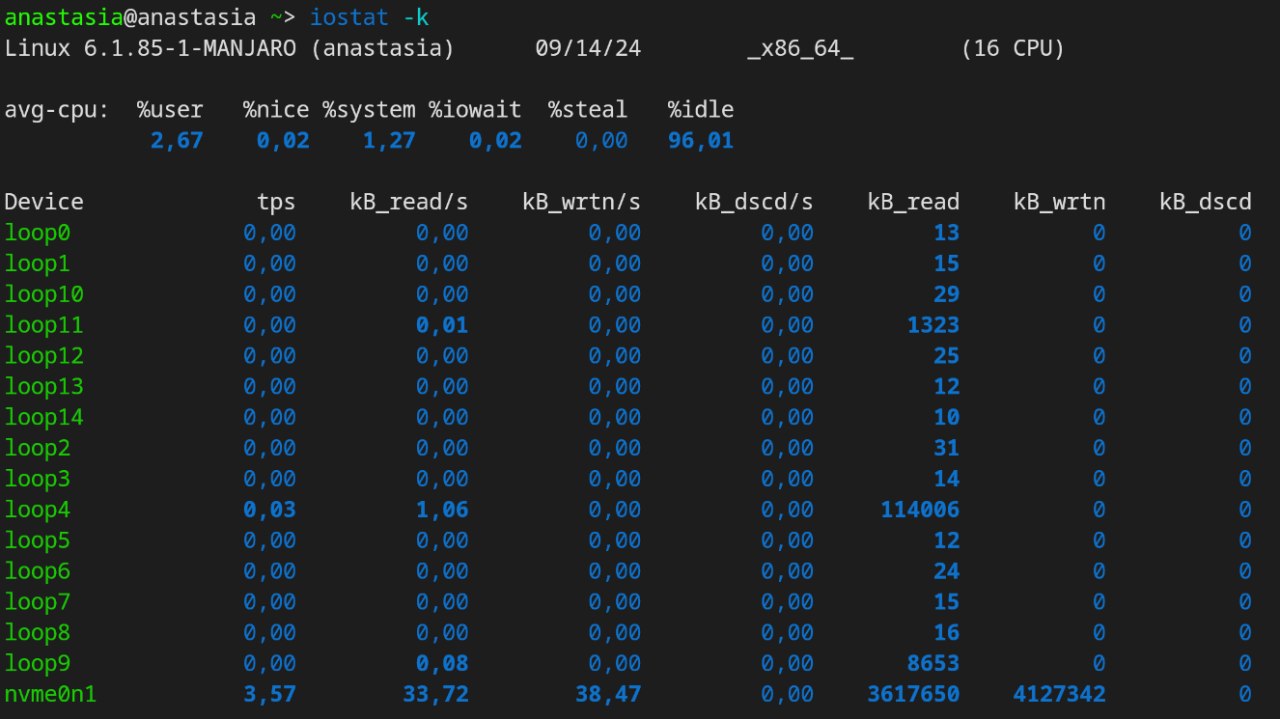 anastasia@anastasia ~> iostat -k
Linux 6.1.85-1-MANJARO (anastasia) 09/14/24 _x86_64_ (16 CPU)
avg-cpu: %user %nice %system %iowait %steal %idle
2,67 0,02 1,27 0,02 0,00 96,01
Device tps kB_read/s kB_wrtn/s kB_dscd/s kB_read kB_wrtn kB_dscd
loop0 0,00 0,00 0,00 0,00 13 0 0
loop1 0,00 0,00 0,00 0,00 15 0 0
loop10 0,00 0,00 0,00 0,00 29 0 0
loop11 0,00 0,01 0,00 0,00 1323 0 0
loop12 0,00 0,00 0,00 0,00 25 0 0
loop13 0,00 0,00 0,00 0,00 12 0 0
loop14 0,00 0,00 0,00 0,00 10 0 0
loop2 0,00 0,00 0,00 0,00 31 0 0
loop3 0,00 0,00 0,00 0,00 14 0 0
loop4 0,03 1,06 0,00 0,00 114006 0 0
loop5 0,00 0,00 0,00 0,00 12 0 0
loop6 0,00 0,00 0,00 0,00 24 0 0
loop7 0,00 0,00 0,00 0,00 15 0 0
loop8 0,00 0,00 0,00 0,00 16 0 0
loop9 0,00 0,08 0,00 0,00 8653 0 0
nvme0n1 3,57 33,72 38,47 0,00 3617650 4127342 0